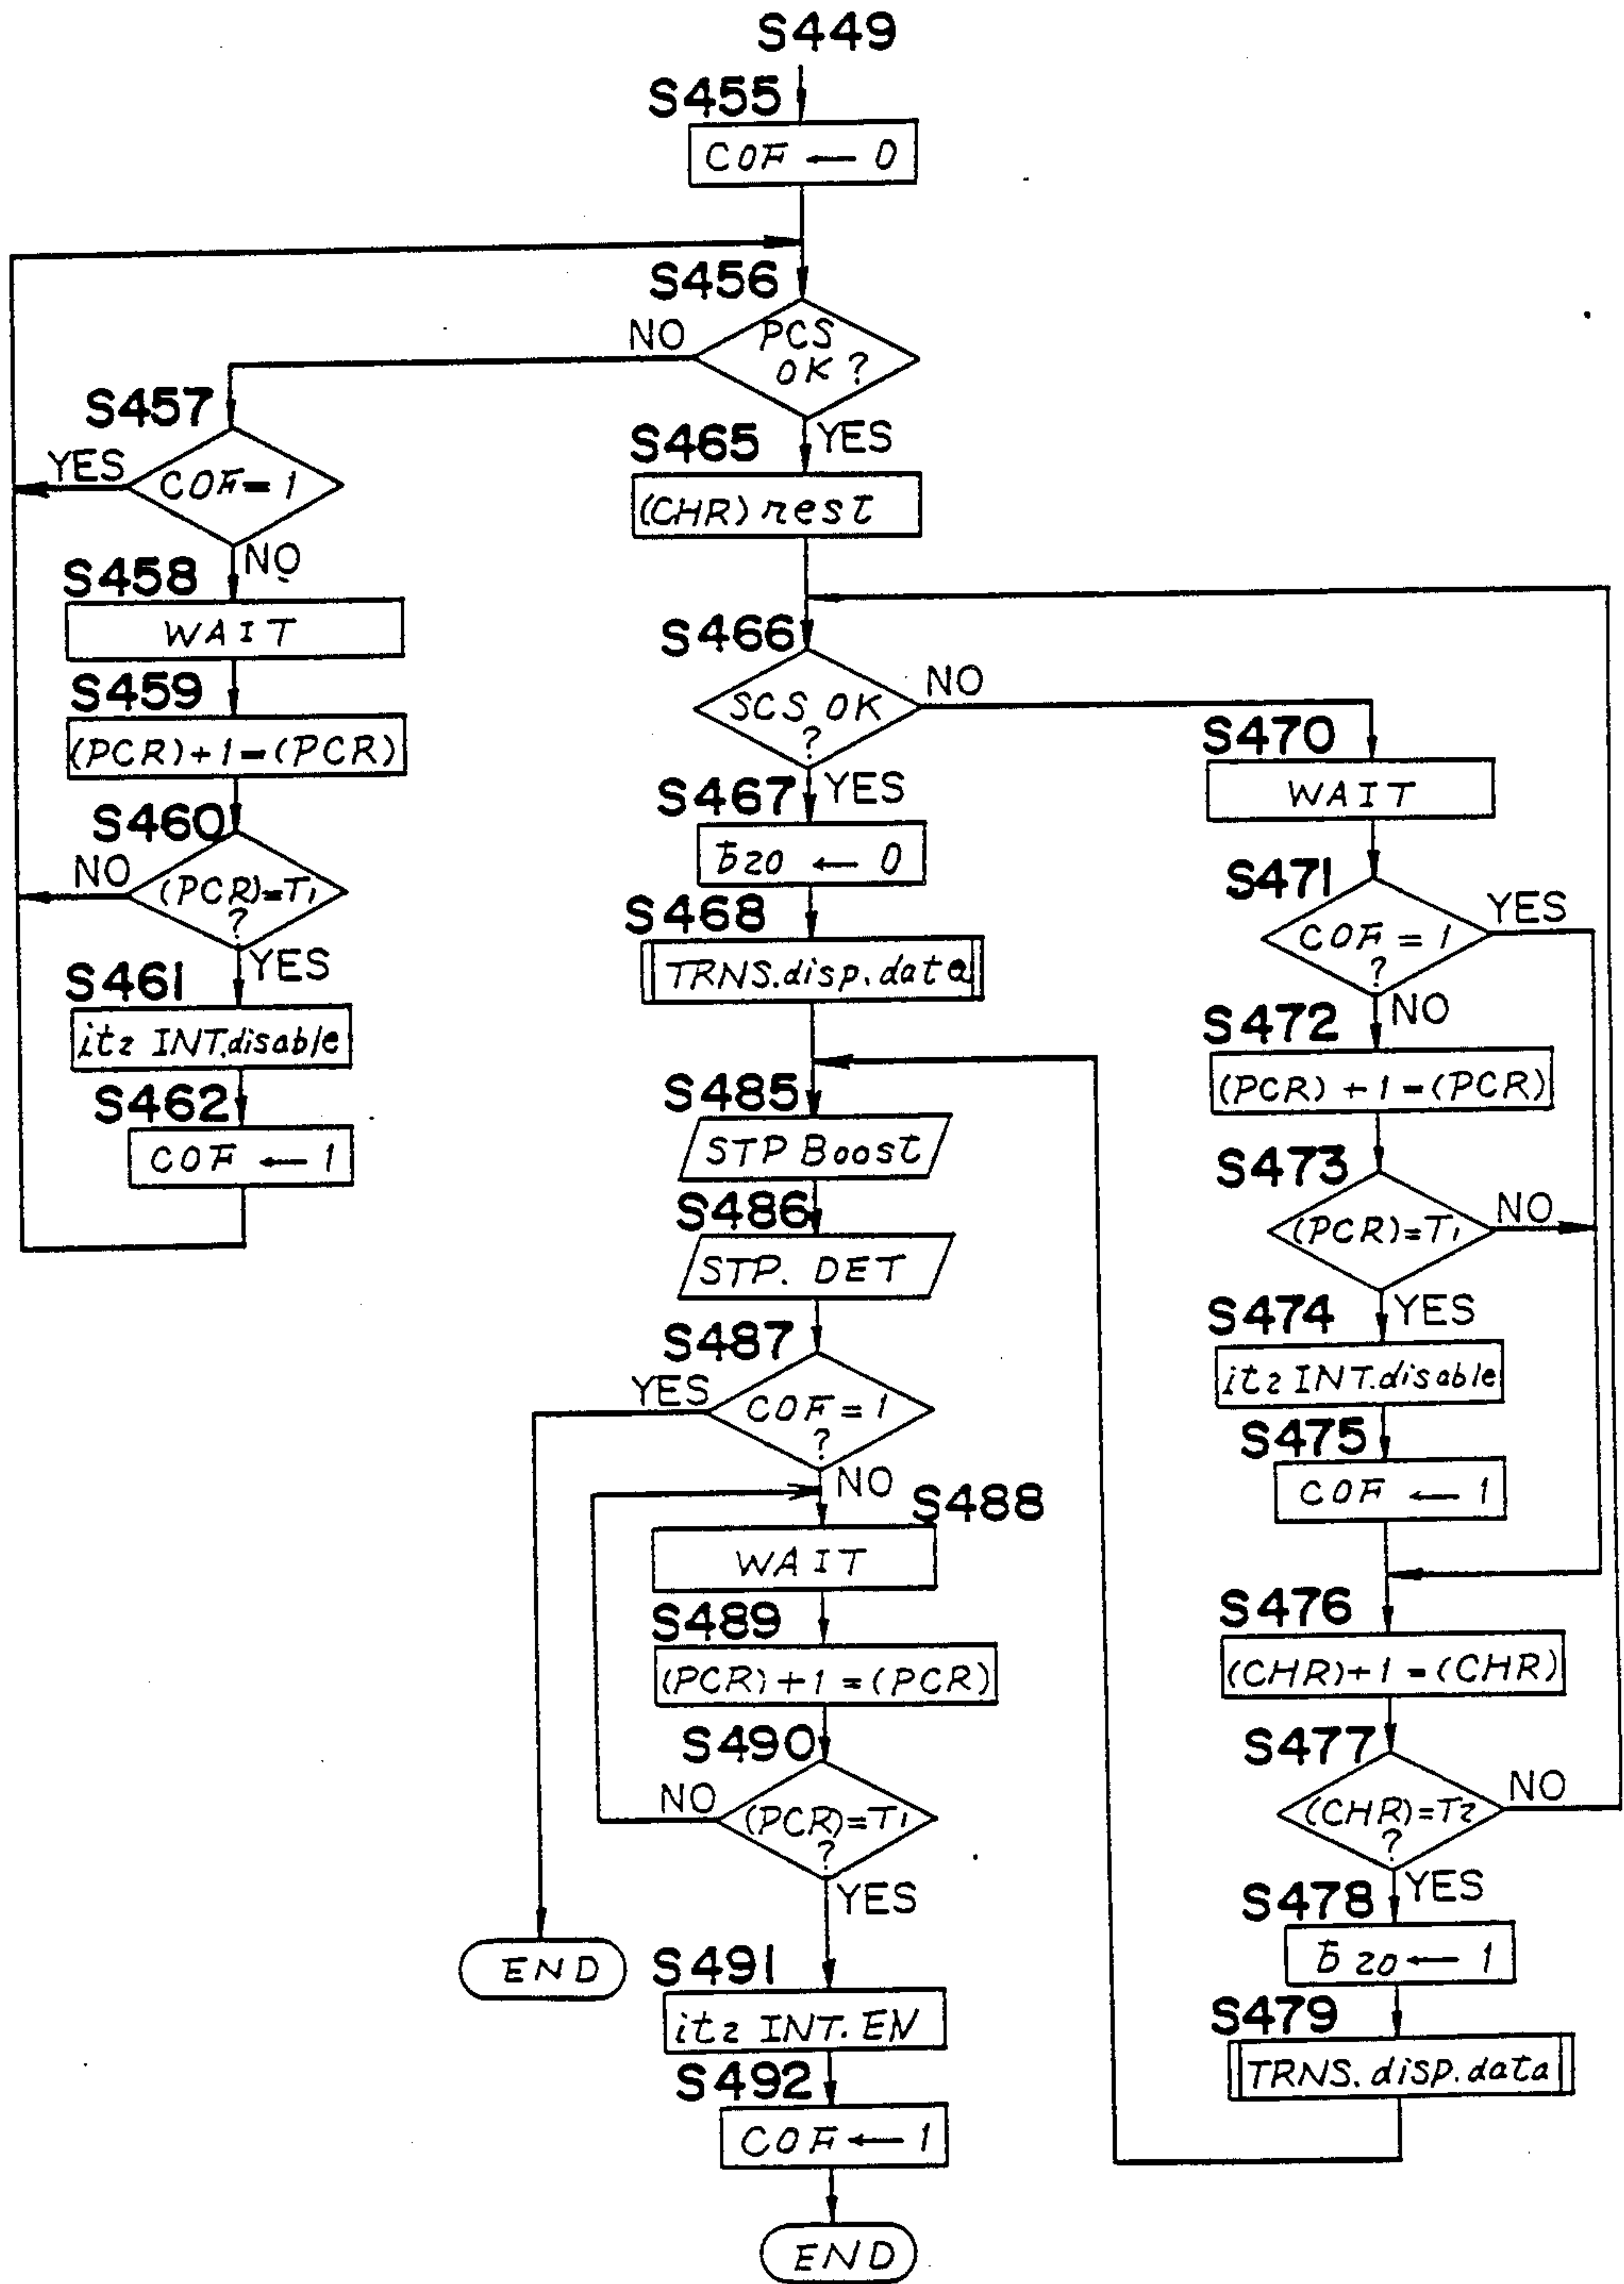 S449
S455
COF ← 0
S456
PCS
OK ?
NO
YES
S457
COF = 1
YES
NO
S458
WAIT
S459
(PCR) + 1 = (PCR)
S460
(PCR) = T1
?
NO
YES
S461
itz INT. disable
S462
COF ← 1
S465
(CHR) rest
S466
SCS OK
?
NO
YES
S467
b20 ← 0
S468
TRNS. disp. data
S470
WAIT
S471
COF = 1
?
YES
NO
S472
(PCR) + 1 = (PCR)
S473
(PCR) = T1
NO
YES
S474
itz INT. disable
S475
COF ← 1
S476
(CHR) + 1 = (CHR)
S477
(CHR) = T2
?
NO
YES
S478
b20 ← 1
S479
TRNS. disp. data
S485
STP Boost
S486
STP. DET
S487
COF = 1
?
YES
NO
END
S488
WAIT
S489
(PCR) + 1 = (PCR)
S490
(PCR) = T1
?
NO
YES
S491
itz INT. EN
S492
COF ← 1
END